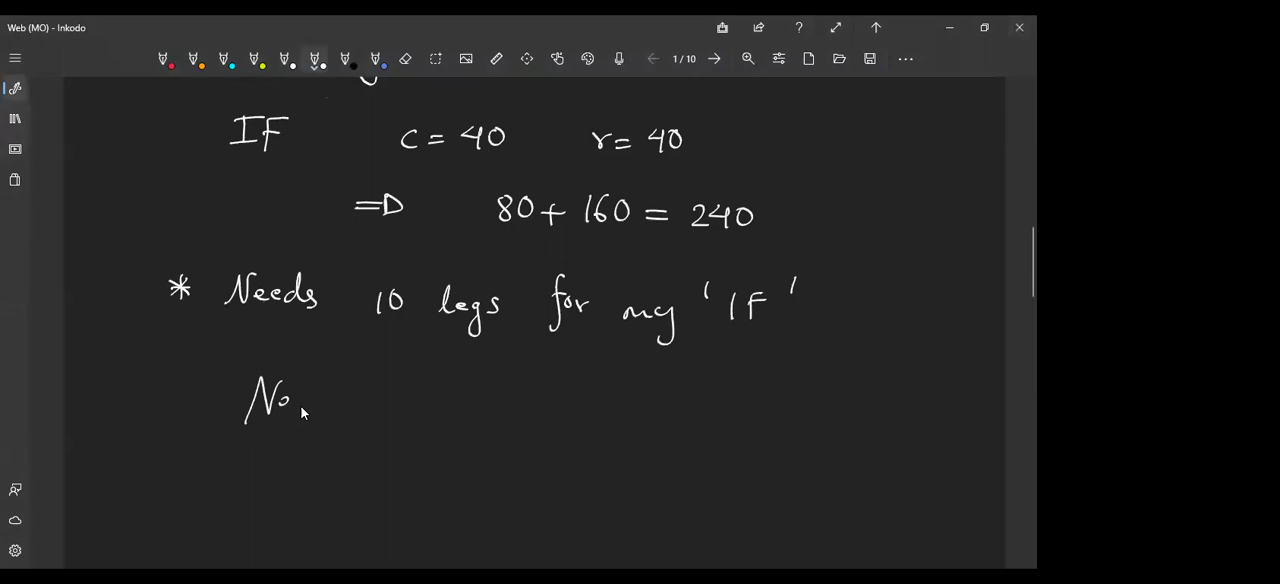 Web (MO) - Inkodo
1 / 10
IF c = 40 r = 40
⇒ 80 + 160 = 240
* Needs 10 legs for my 'IF'
No